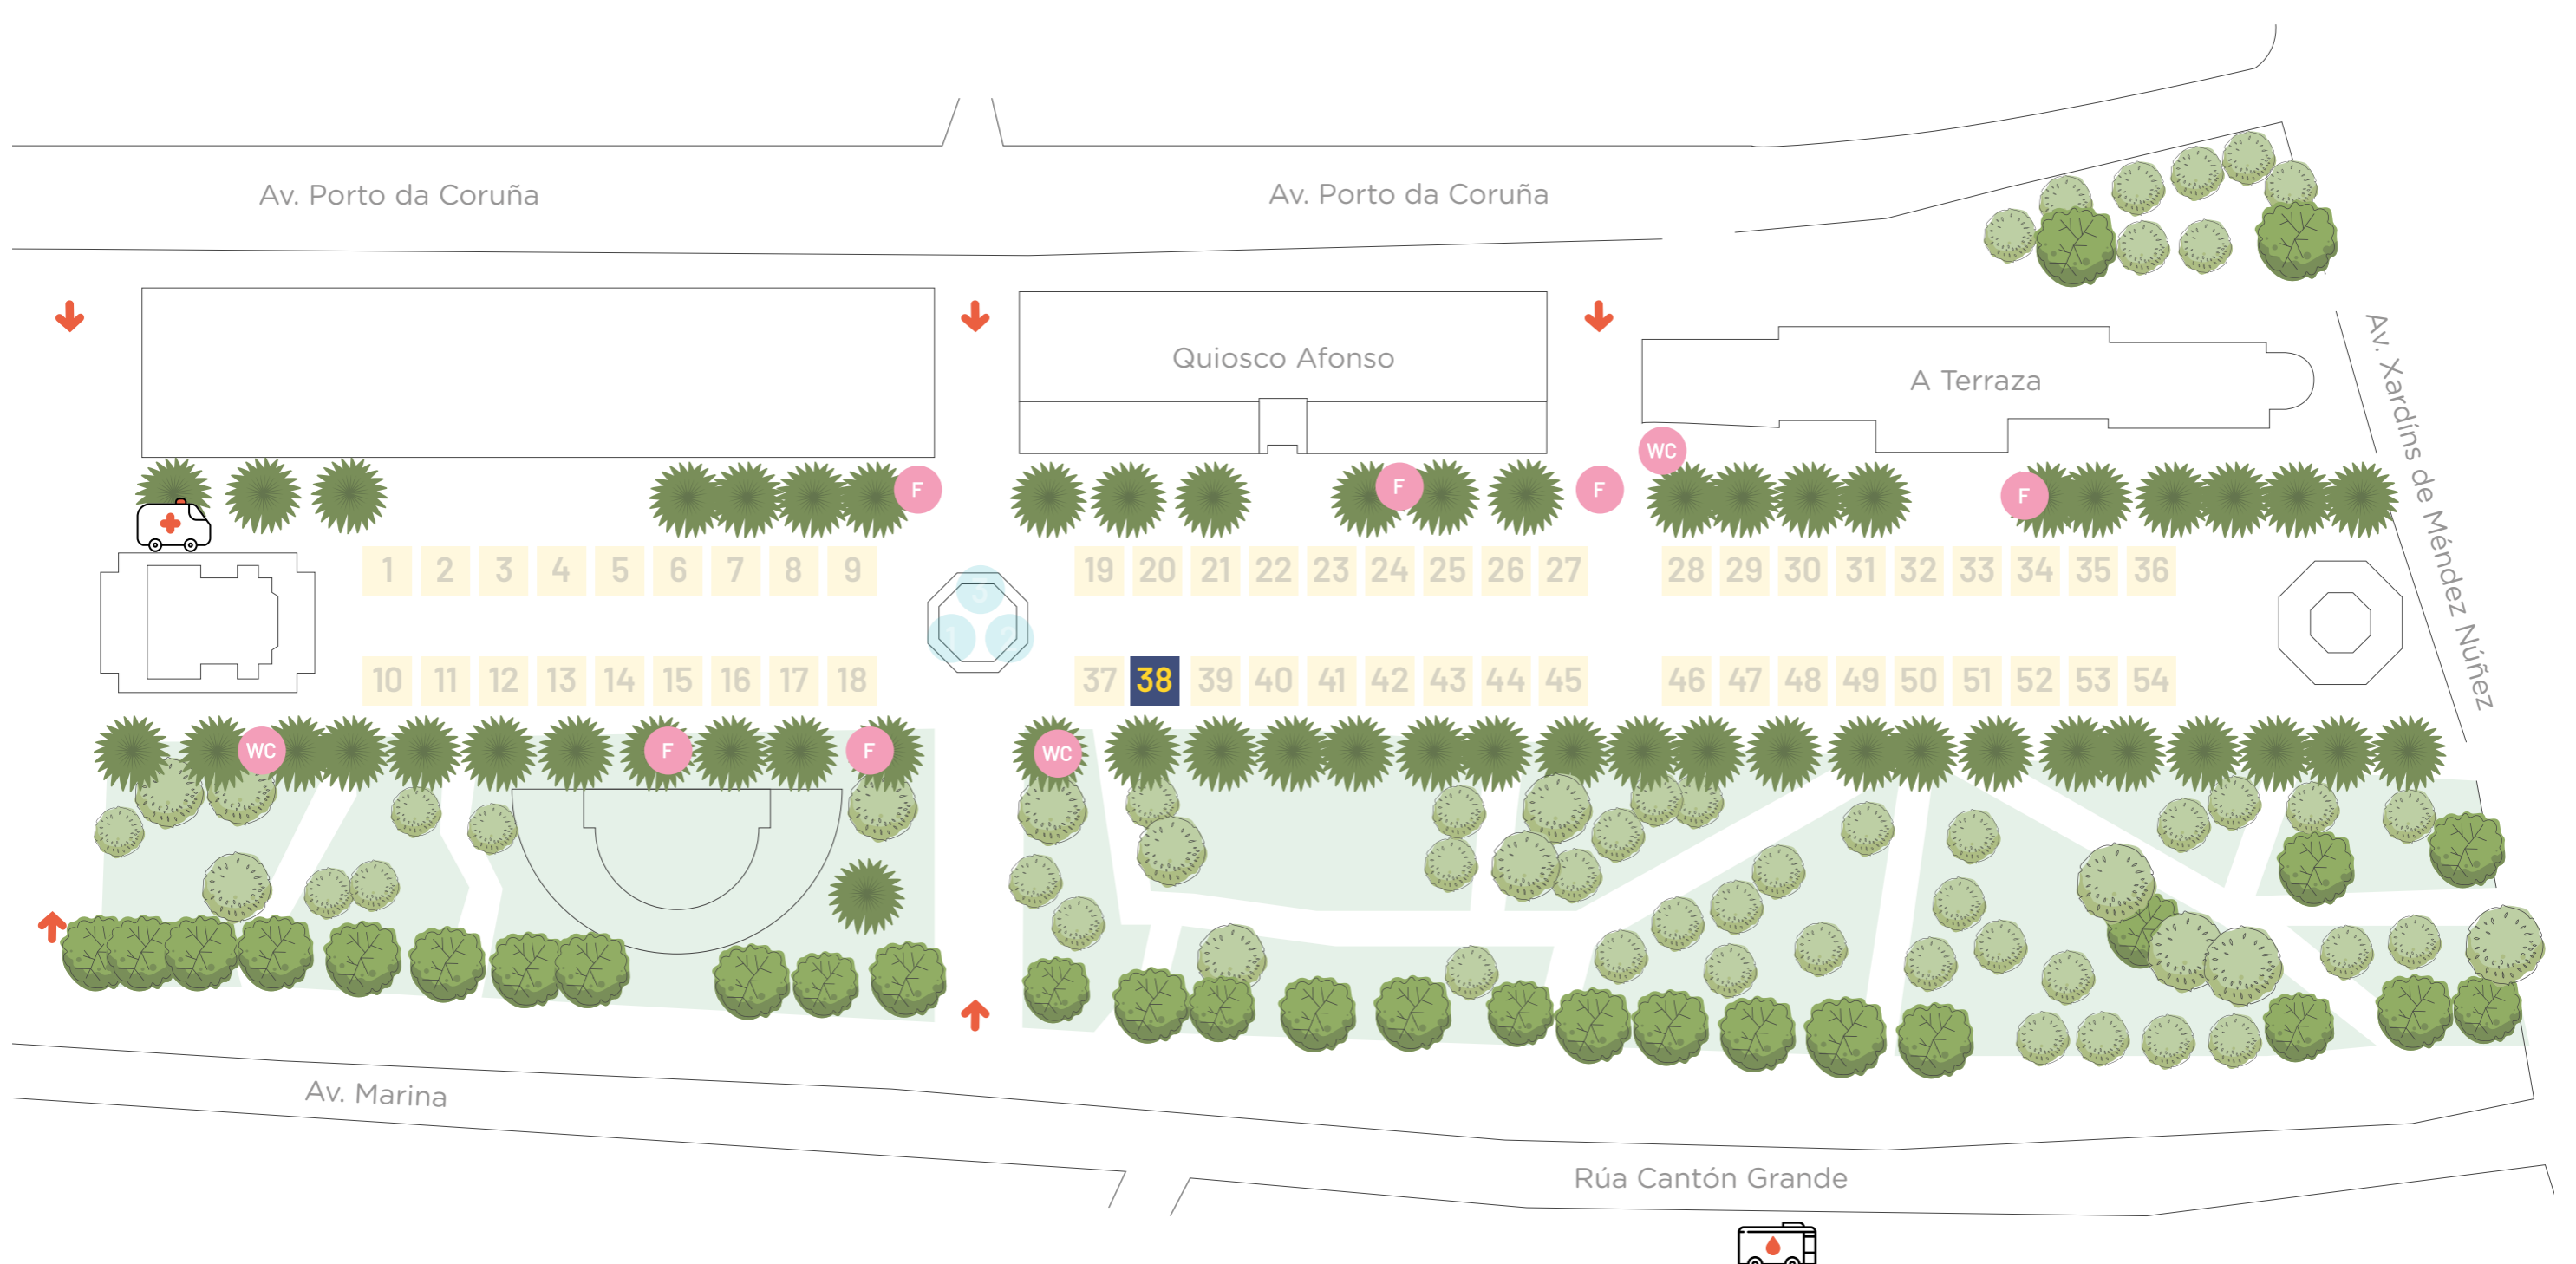 Av. Porto da Coruña
Av. Porto da Coruña
Quiosco Afonso
A Terraza
Av. Xardíns de Méndez Núñez
WC
F
F
F
F
1 2 3 4 5 6 7 8 9
19 20 21 22 23 24 25 26 27
28 29 30 31 32 33 34 35 36
3
1 2
10 11 12 13 14 15 16 17 18
37 38 39 40 41 42 43 44 45
46 47 48 49 50 51 52 53 54
WC
F
F
WC
Av. Marina
Rúa Cantón Grande